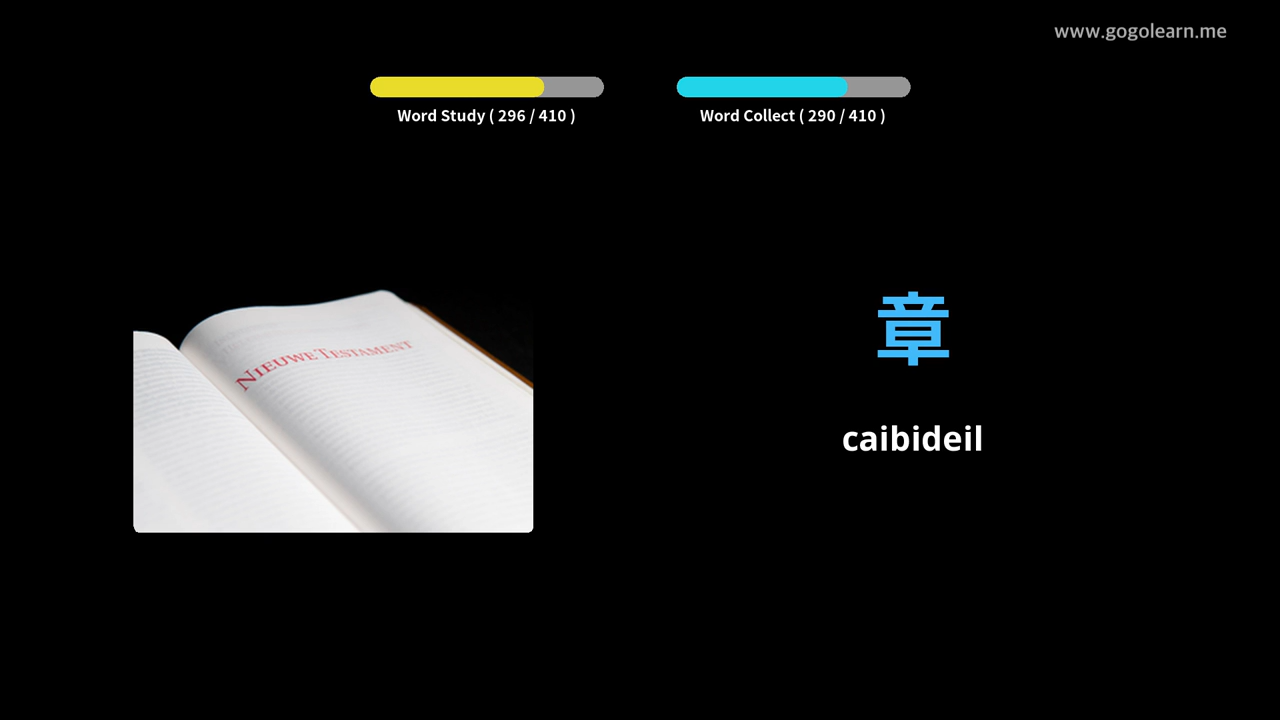 www.gogolearn.me
Word Study ( 296 / 410 )
Word Collect ( 290 / 410 )
NIEUWE TESTAMENT
章
caibideil